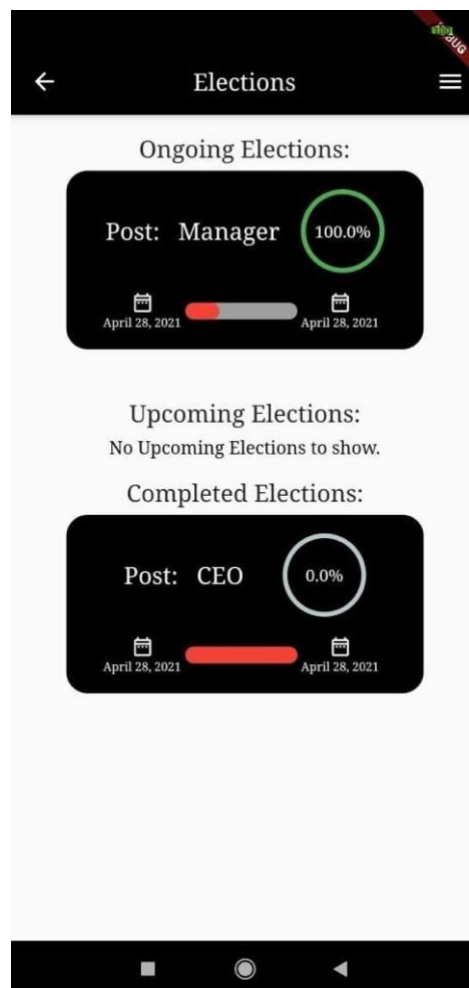 Elections
Ongoing Elections:
Post: Manager 100.0%
April 28, 2021 April 28, 2021
Upcoming Elections:
No Upcoming Elections to show.
Completed Elections:
Post: CEO 0.0%
April 28, 2021 April 28, 2021